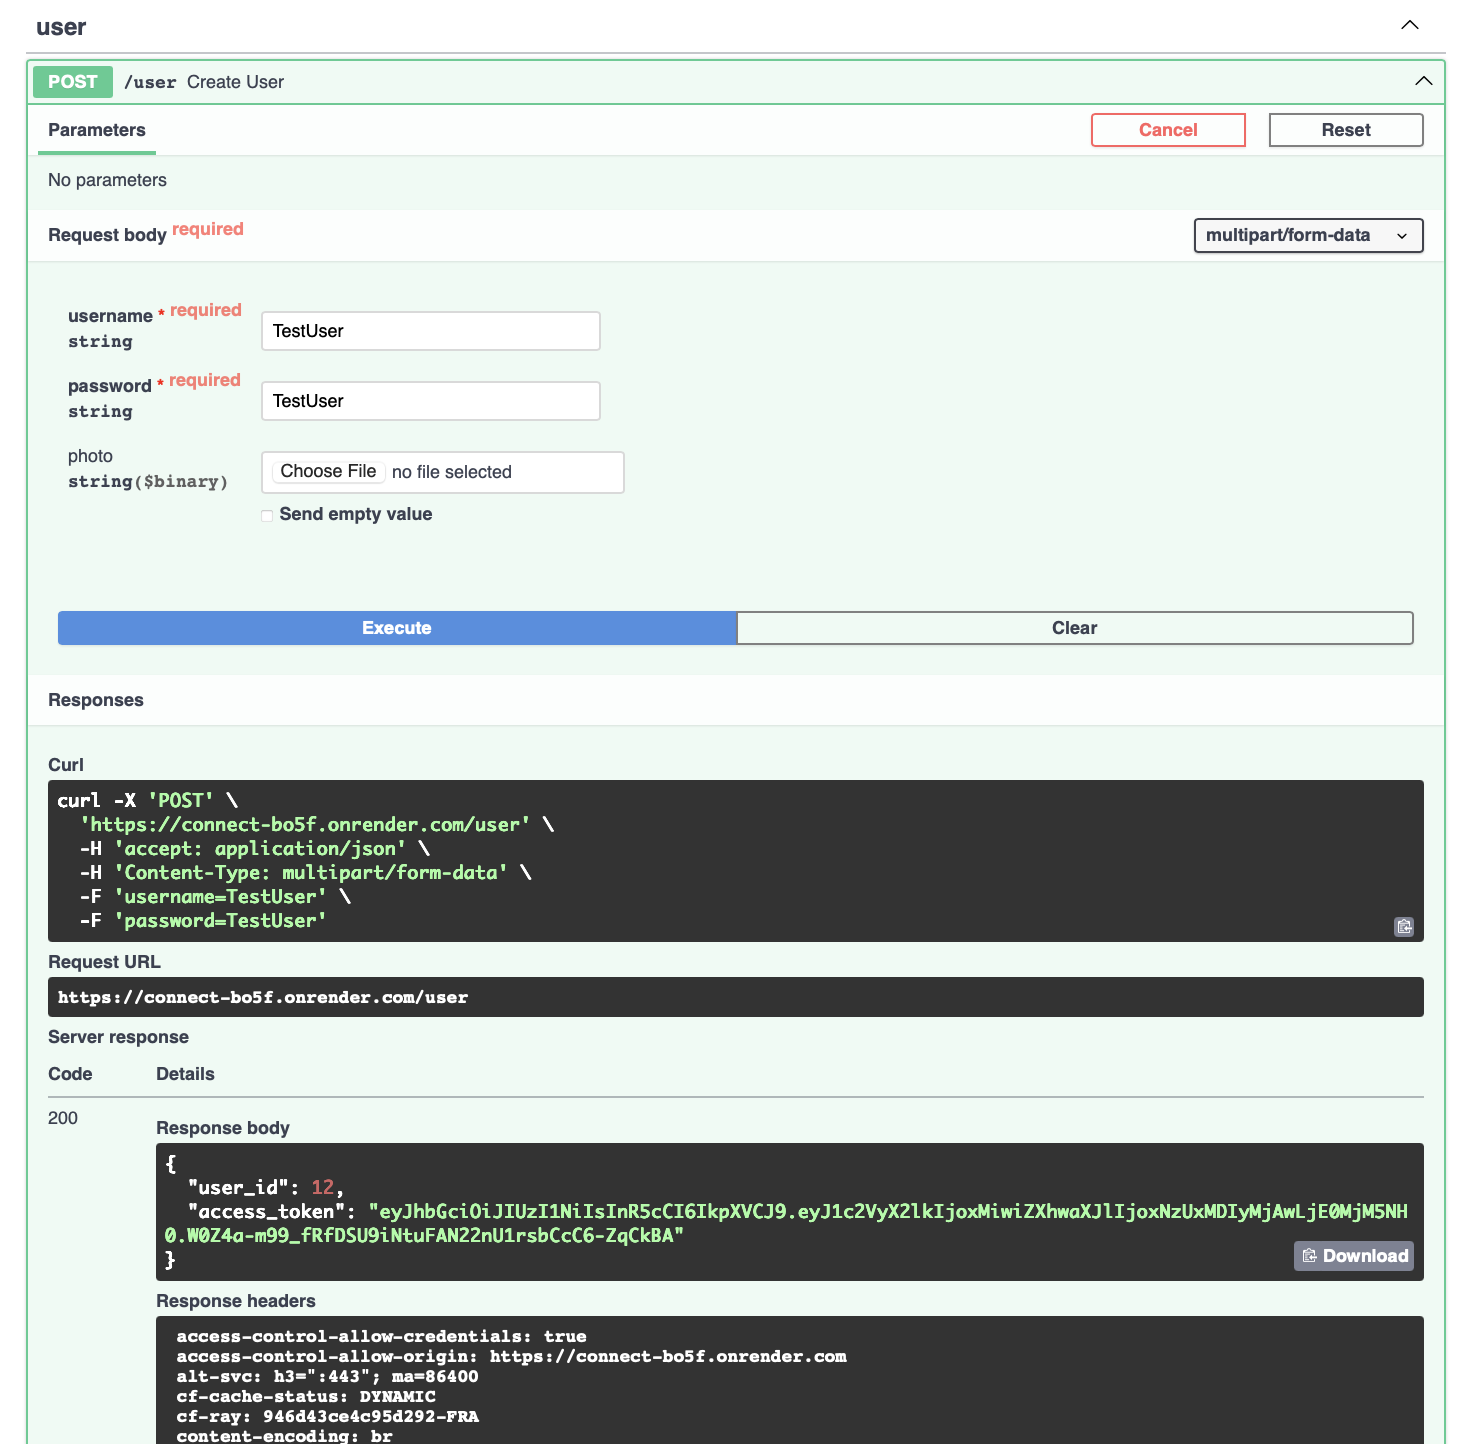 user
POST /user Create User
Parameters Cancel Reset
No parameters
Request body required multipart/form-data
username * required
string
TestUser
password * required
string
TestUser
photo
string($binary)
Choose File no file selected
Send empty value
Execute Clear
Responses
Curl
curl -X 'POST' \
'https://connect-bo5f.onrender.com/user' \
-H 'accept: application/json' \
-H 'Content-Type: multipart/form-data' \
-F 'username=TestUser' \
-F 'password=TestUser'
Request URL
https://connect-bo5f.onrender.com/user
Server response
Code Details
200
Response body
{
"user_id": 12,
"access_token": "eyJhbGciOiJIUzI1NiIsInR5cCI6IkpXVCJ9.eyJ1c2VyX2lkIjoxMiwiZXhwaXJlIjoxNzUxMDIyMjAwLjE0MjM5NH
0.W0Z4a-m99_fRfDSU9iNtuFAN22nU1rsbCcC6-ZqCkBA"
}
Download
Response headers
access-control-allow-credentials: true
access-control-allow-origin: https://connect-bo5f.onrender.com
alt-svc: h3=":443"; ma=86400
cf-cache-status: DYNAMIC
cf-ray: 946d43ce4c95d292-FRA
content-encoding: br